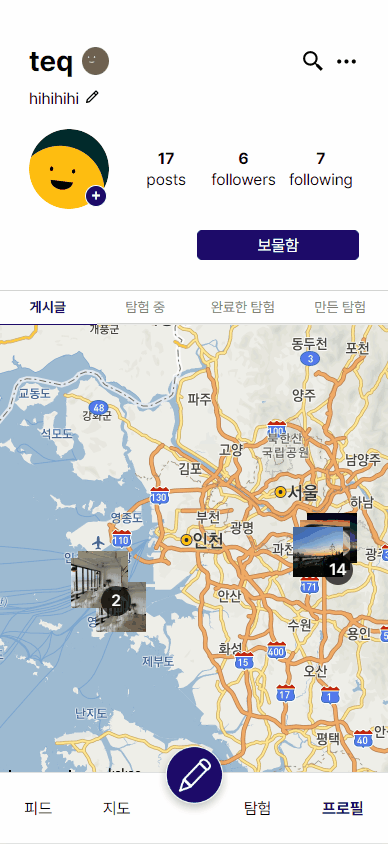 teq
hihihihi
17 6 7
posts followers following
+
보물함
게시글 탐험 중 완료한 탐험 만든 탐험
개풍군
동두천
포천
3
교동도
양주
48
파주
강화군
석모도
100
북한산
국립공원
고양
김포
남양주
130
서울
하남
영종도
부천
광명
110
인천
과천
광주
14
171
안산
2
수원
용인
제부도
화성
400
15
오산
17
1
난지도
평택
40
피드 지도 탐험 프로필